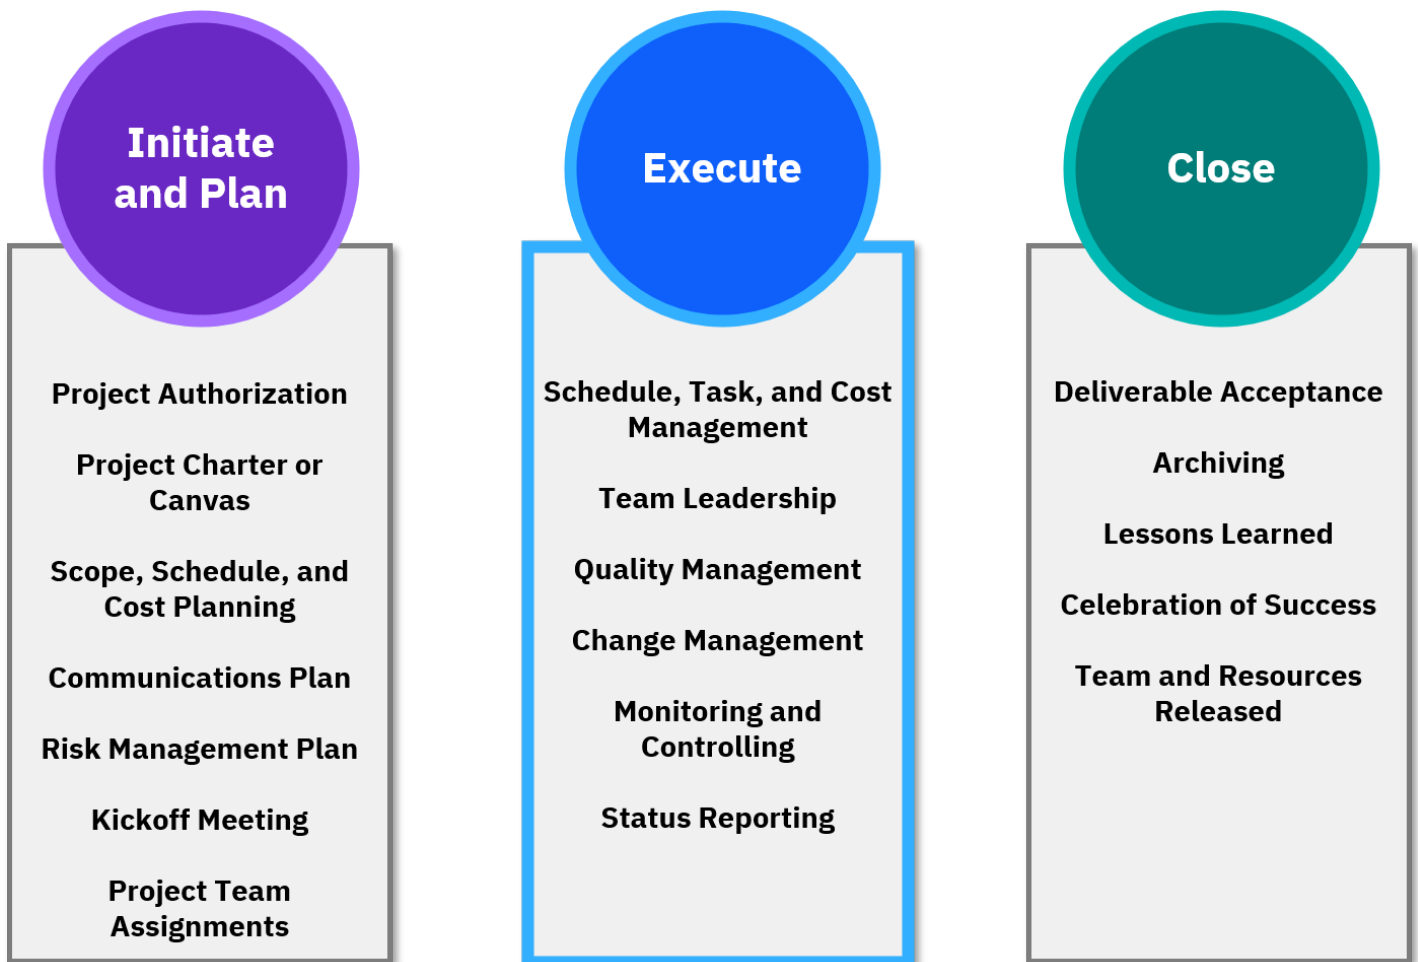 Initiate
and Plan
Project Authorization
Project Charter or
Canvas
Scope, Schedule, and
Cost Planning
Communications Plan
Risk Management Plan
Kickoff Meeting
Project Team
Assignments
Execute
Schedule, Task, and Cost
Management
Team Leadership
Quality Management
Change Management
Monitoring and
Controlling
Status Reporting
Close
Deliverable Acceptance
Archiving
Lessons Learned
Celebration of Success
Team and Resources
Released